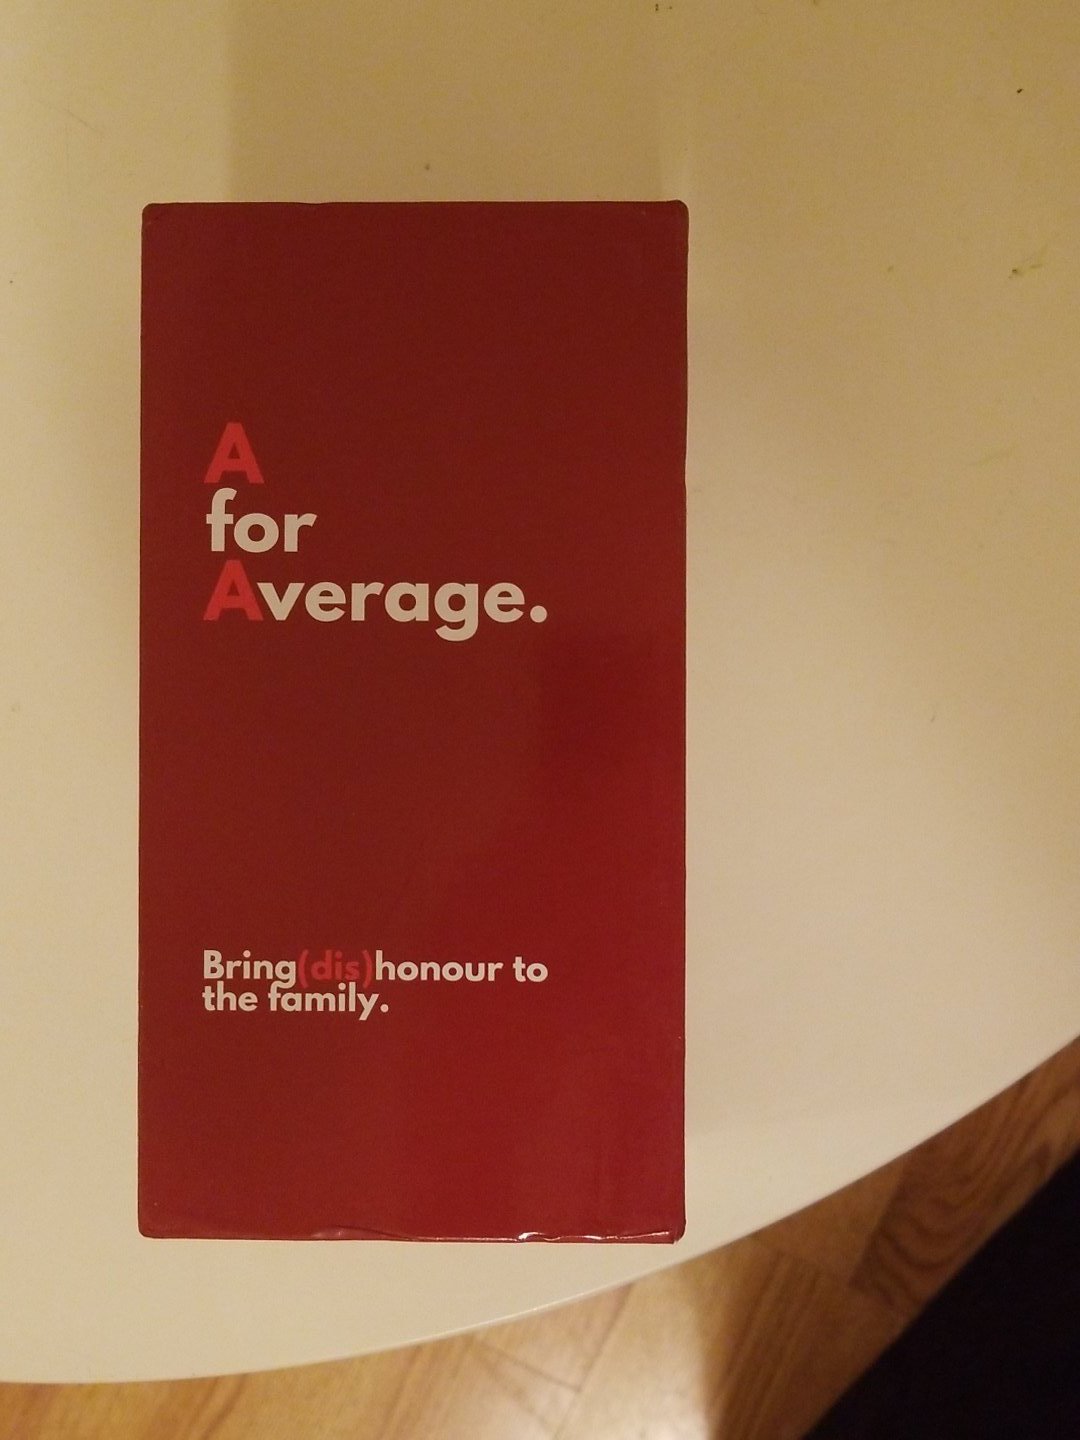 A
for
Average.
Bring(dis)honour to
the family.